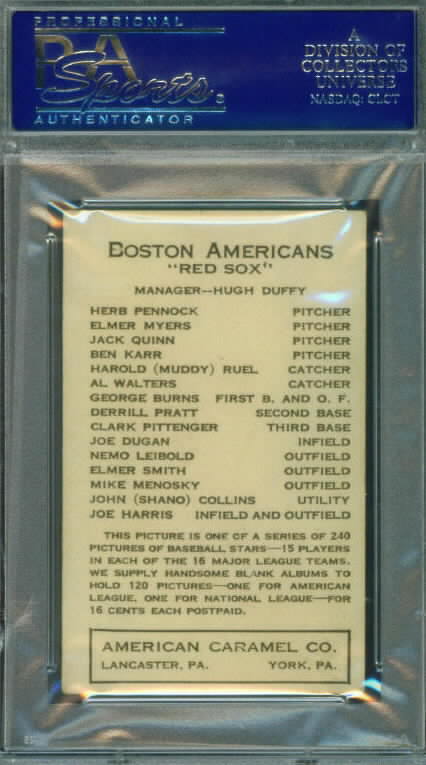 PROFESSIONAL
PSA
Sports
AUTHENTICATOR
A
DIVISION OF
COLLECTORS
UNIVERSE
NASDAQ: CLCT
BOSTON AMERICANS
"RED SOX"
MANAGER--HUGH DUFFY
HERB PENNOCK PITCHER
ELMER MYERS PITCHER
JACK QUINN PITCHER
BEN KARR PITCHER
HAROLD (MUDDY) RUEL CATCHER
AL WALTERS CATCHER
GEORGE BURNS FIRST B. AND O. F.
DERRILL PRATT SECOND BASE
CLARK PITTENGER THIRD BASE
JOE DUGAN INFIELD
NEMO LEIBOLD OUTFIELD
ELMER SMITH OUTFIELD
MIKE MENOSKY OUTFIELD
JOHN (SHANO) COLLINS UTILITY
JOE HARRIS INFIELD AND OUTFIELD
THIS PICTURE IS ONE OF A SERIES OF 240
PICTURES OF BASEBALL STARS—15 PLAYERS
IN EACH OF THE 16 MAJOR LEAGUE TEAMS.
WE SUPPLY HANDSOME BLANK ALBUMS TO
HOLD 120 PICTURES—ONE FOR AMERICAN
LEAGUE, ONE FOR NATIONAL LEAGUE—FOR
16 CENTS EACH POSTPAID.
AMERICAN CARAMEL CO.
LANCASTER, PA. YORK, PA.